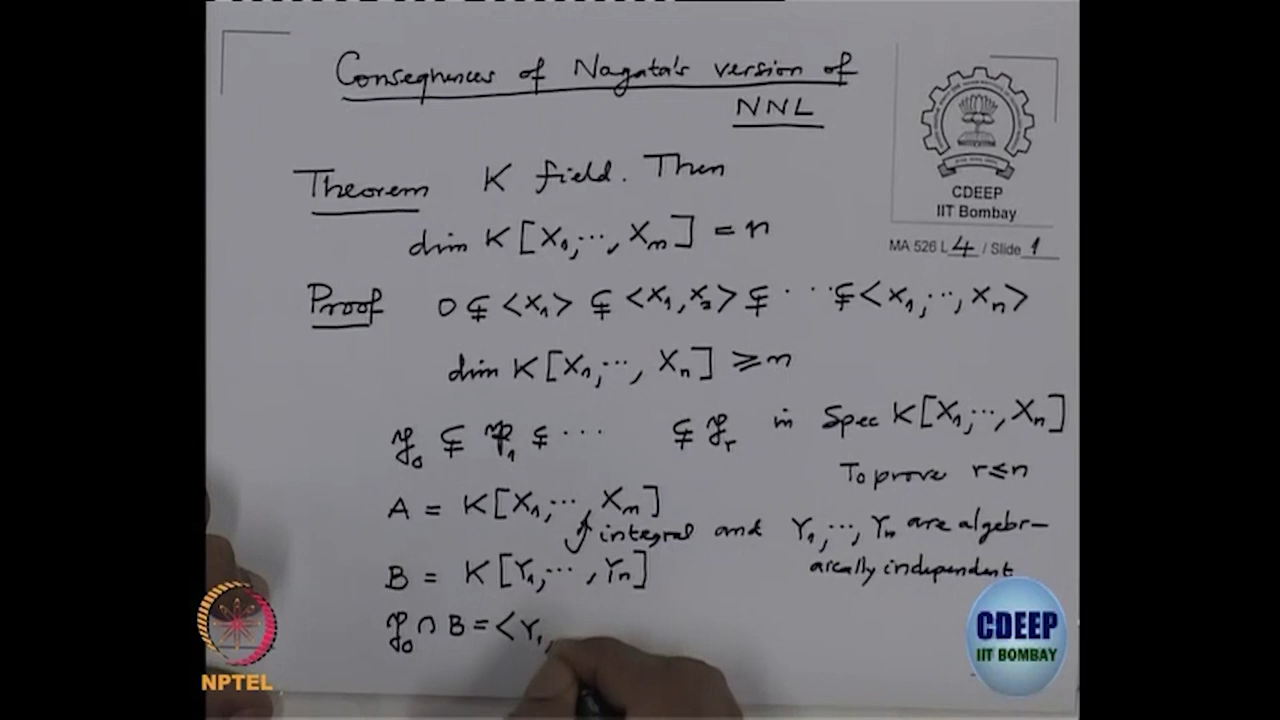 Consequences of Nagata's version of
NNL
CDEEP
IIT Bombay
MA 526 L 4 / Slide 1
Theorem K field. Then
dim K[X₁,⋯, Xₙ] = n
Proof 0 ⊊ <X₁> ⊊ <X₁, X₂> ⊊ ⋯ ⊊ <X₁,⋯, Xₙ>
dim K[X₁,⋯, Xₙ] ⩾ n
𝔭₀ ⊊ 𝔭₁ ⊊ ⋯ ⊊ 𝔭ᵣ in Spec K[X₁,⋯, Xₙ]
To prove r≤n
A = K[X₁,⋯, Xₙ]
integral and Y₁,⋯, Yₙ are algebr-
aically independent
B = K[Y₁,⋯, Yₙ]
𝔭₀ ∩ B = <Y₁,
NPTEL
CDEEP
IIT BOMBAY